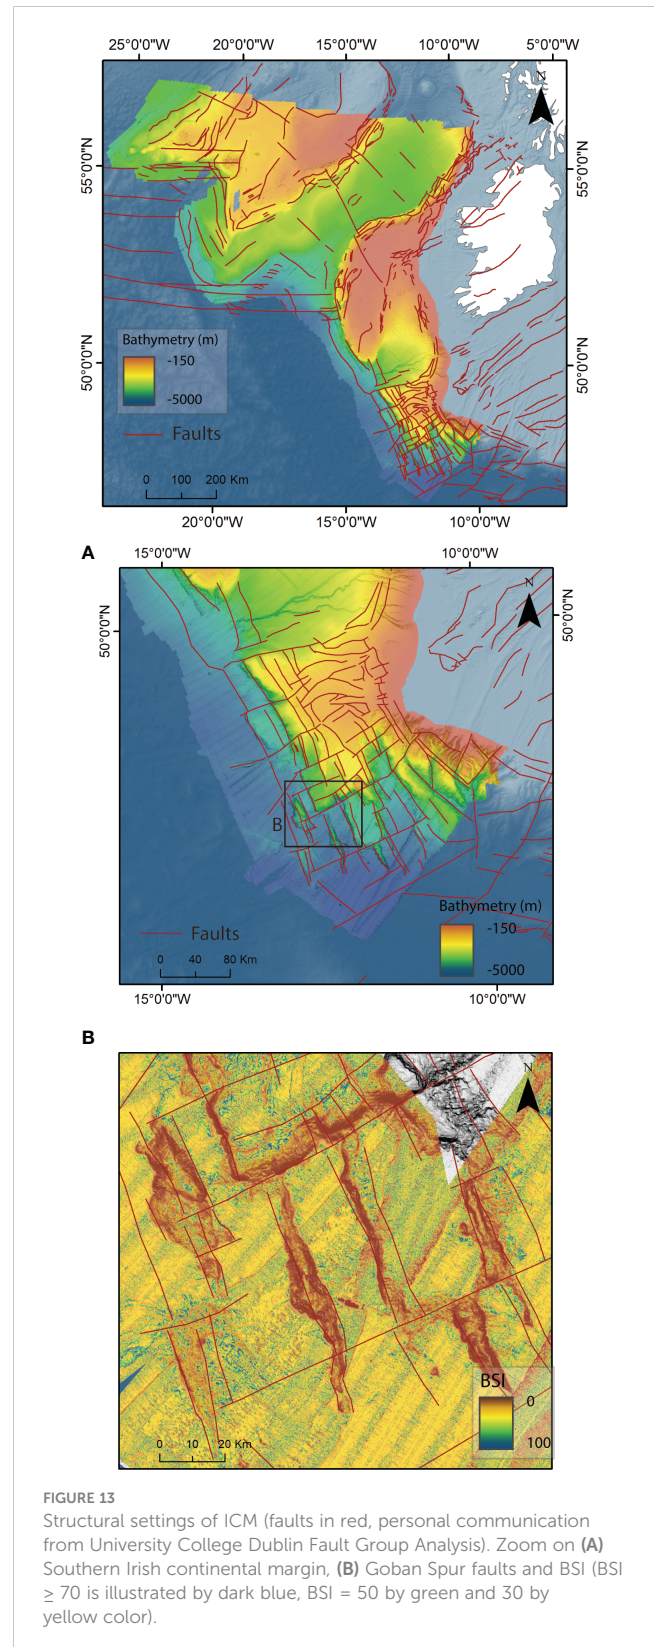 25°0'0"W 20°0'0"W 15°0'0"W 10°0'0"W 5°0'0"W
N
55°0'0"N 55°0'0"N
50°0'0"N 50°0'0"N
Bathymetry (m)
-150
-5000
Faults
0 100 200 Km
20°0'0"W 15°0'0"W 10°0'0"W
A
15°0'0"W 10°0'0"W
N
50°0'0"N 50°0'0"N
B
Bathymetry (m)
-150
-5000
Faults
0 40 80 Km
15°0'0"W 10°0'0"W
B
N
BSI
0
100
0 10 20 Km
FIGURE 13
Structural settings of ICM (faults in red, personal communication
from University College Dublin Fault Group Analysis). Zoom on (A)
Southern Irish continental margin, (B) Goban Spur faults and BSI (BSI
≥ 70 is illustrated by dark blue, BSI = 50 by green and 30 by
yellow color).